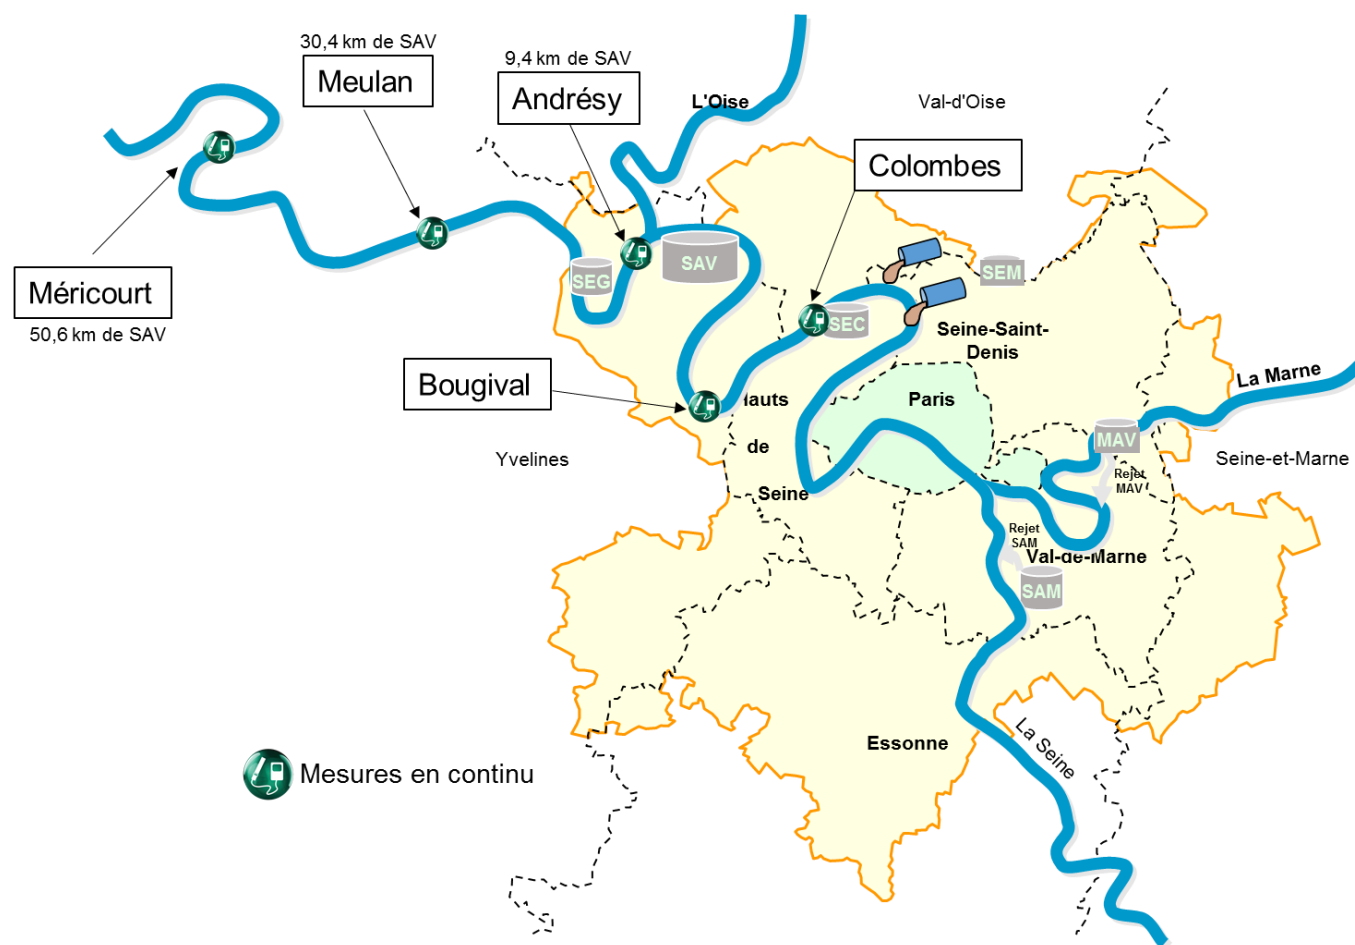 30,4 km de SAV
Meulan
9,4 km de SAV
Andrésy
L'Oise
Val-d'Oise
Colombes
Méricourt
50,6 km de SAV
SEG
SAV
SEM
SEC
Seine-Saint-
Denis
Bougival
Hauts
de
Seine
Paris
La Marne
MAV
Rejet
MAV
Yvelines
Seine-et-Marne
Rejet
SAM
Val-de-Marne
SAM
Essonne
La Seine
Mesures en continu